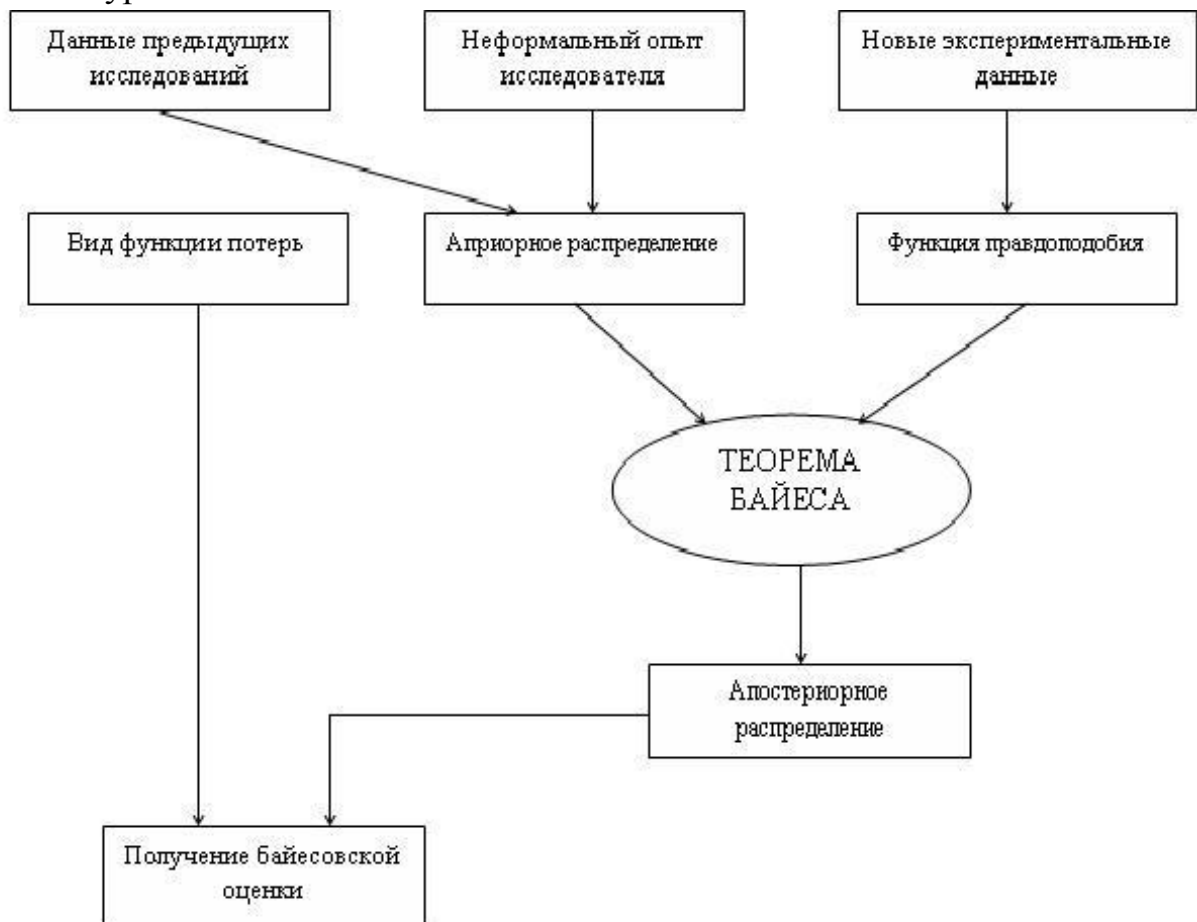 ур
Данные предыдущих
исследований
Неформальный опыт
исследователя
Новые экспериментальные
данные
Вид функции потерь
Априорное распределение
Функция правдоподобия
ТЕОРЕМА
БАЙЕСА
Апостериорное
распределение
Получение байесовской
оценки